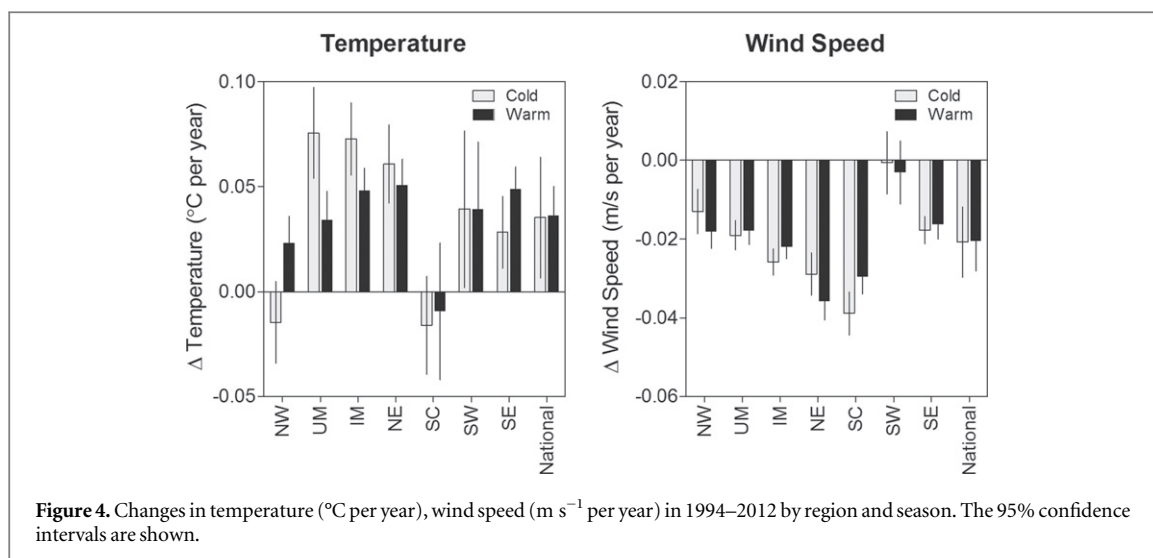 Temperature
Wind Speed
Δ Temperature (°C per year)
0.10
0.05
0.00
-0.05
Cold
Warm
NW
UM
IM
NE
SC
SW
SE
National
Δ Wind Speed (m/s per year)
0.02
0.00
-0.02
-0.04
-0.06
Cold
Warm
NW
UM
IM
NE
SC
SW
SE
National
Figure 4. Changes in temperature (°C per year), wind speed (m s⁻¹ per year) in 1994–2012 by region and season. The 95% confidence
intervals are shown.